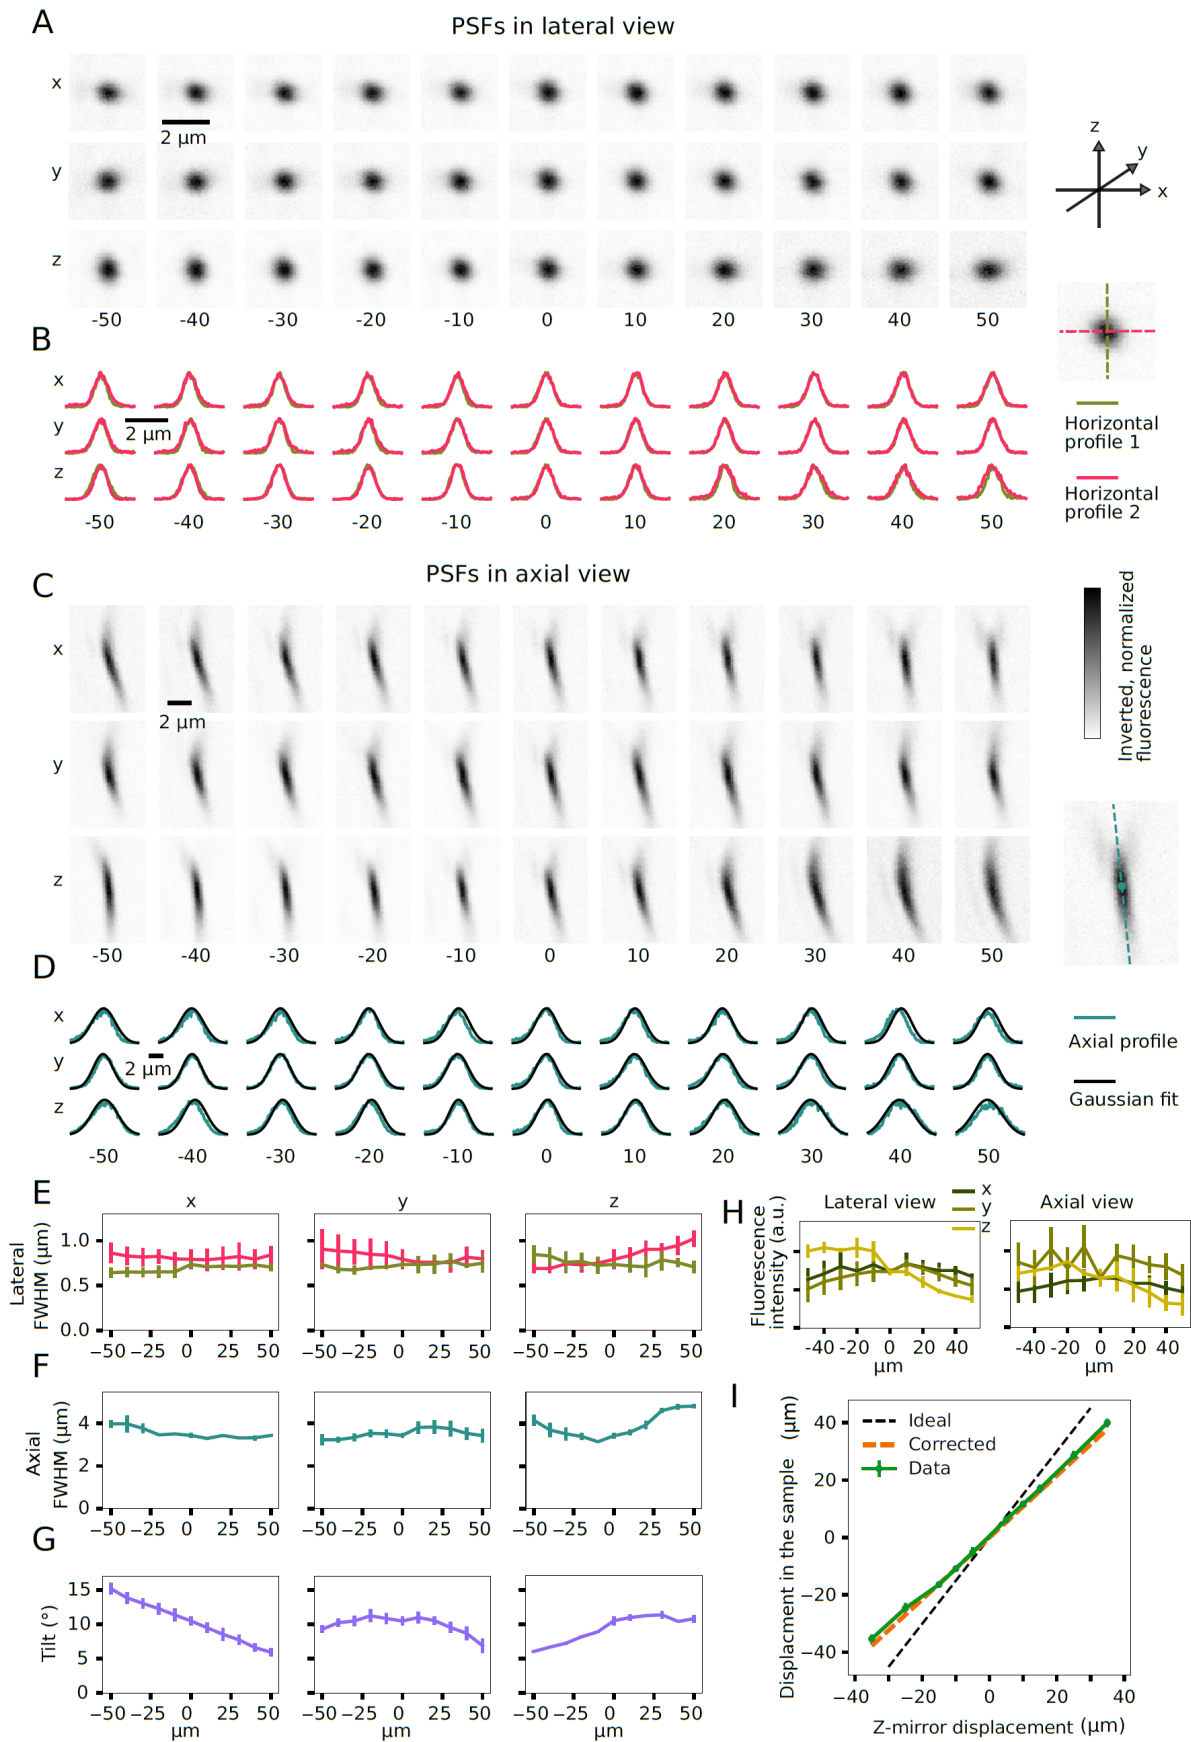 A
PSFs in lateral view
x
2 μm
y
z
-50 -40 -30 -20 -10 0 10 20 30 40 50
z
y
x
B
x
y
2 μm
z
-50 -40 -30 -20 -10 0 10 20 30 40 50
Horizontal
profile 1
Horizontal
profile 2
C
PSFs in axial view
x
2 μm
y
z
-50 -40 -30 -20 -10 0 10 20 30 40 50
Inverted, normalized
fluorescence
D
x
y
2 μm
z
-50 -40 -30 -20 -10 0 10 20 30 40 50
Axial profile
Gaussian fit
E
x y z
Lateral
FWHM (μm)
1.0
0.5
0.0
−50 −25 0 25 50 −50 −25 0 25 50 −50 −25 0 25 50
F
Axial
FWHM (μm)
4
2
0
−50 −25 0 25 50 −50 −25 0 25 50 −50 −25 0 25 50
G
Tilt (°)
15
10
5
0
−50 −25 0 25 50 −50 −25 0 25 50 −50 −25 0 25 50
μm μm μm
H
Fluorescence
intensity (a.u.)
Lateral view
x
y
z
Axial view
-40 -20 0 20 40 -40 -20 0 20 40
μm μm
I
Displacment in the sample (μm)
40
20
0
−20
−40
Ideal
Corrected
Data
−40 −20 0 20 40
Z-mirror displacement (μm)